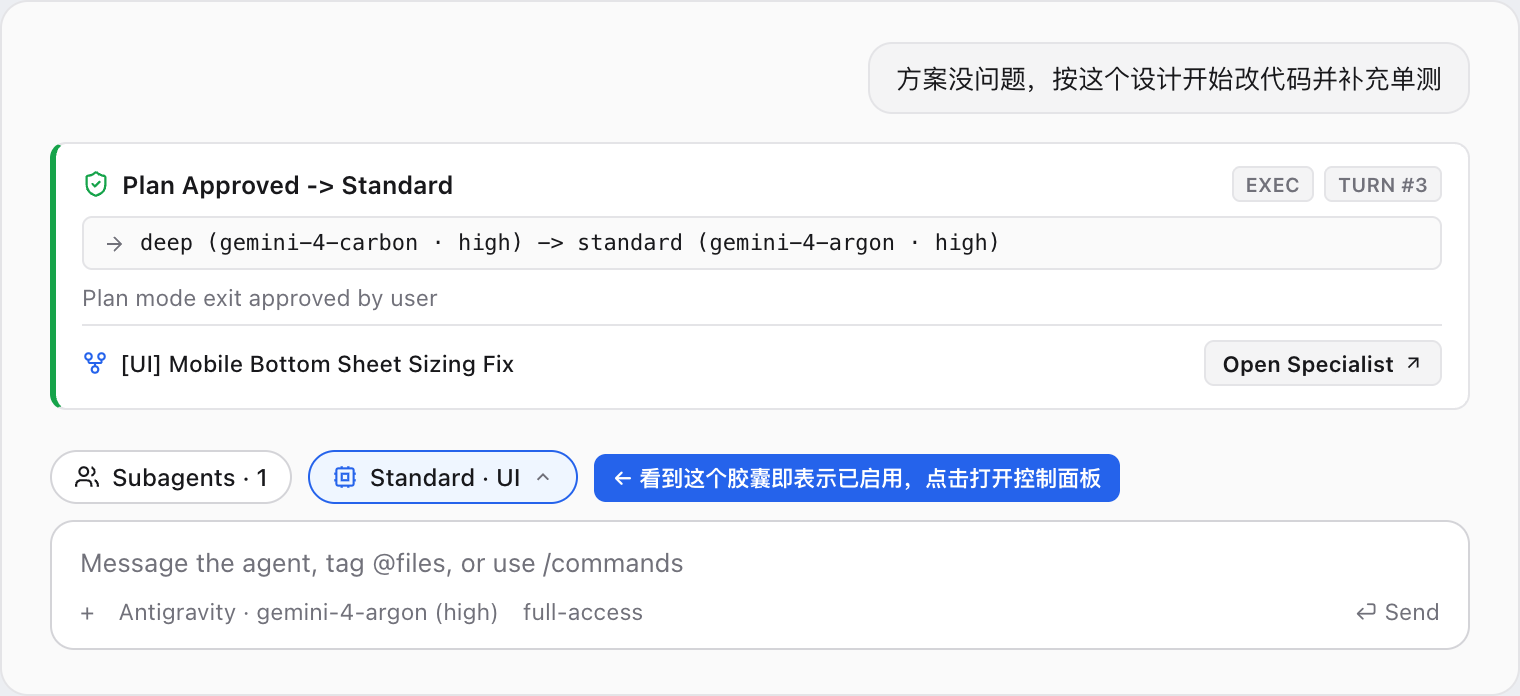 方案没问题，按这个设计开始改代码并补充单测
Plan Approved -> Standard
EXEC
TURN #3
→ deep (gemini-4-carbon · high) -> standard (gemini-4-argon · high)
Plan mode exit approved by user
[UI] Mobile Bottom Sheet Sizing Fix
Open Specialist ↗
Subagents · 1
Standard · UI
← 看到这个胶囊即表示已启用，点击打开控制面板
Message the agent, tag @files, or use /commands
+ Antigravity · gemini-4-argon (high) full-access
⏎ Send